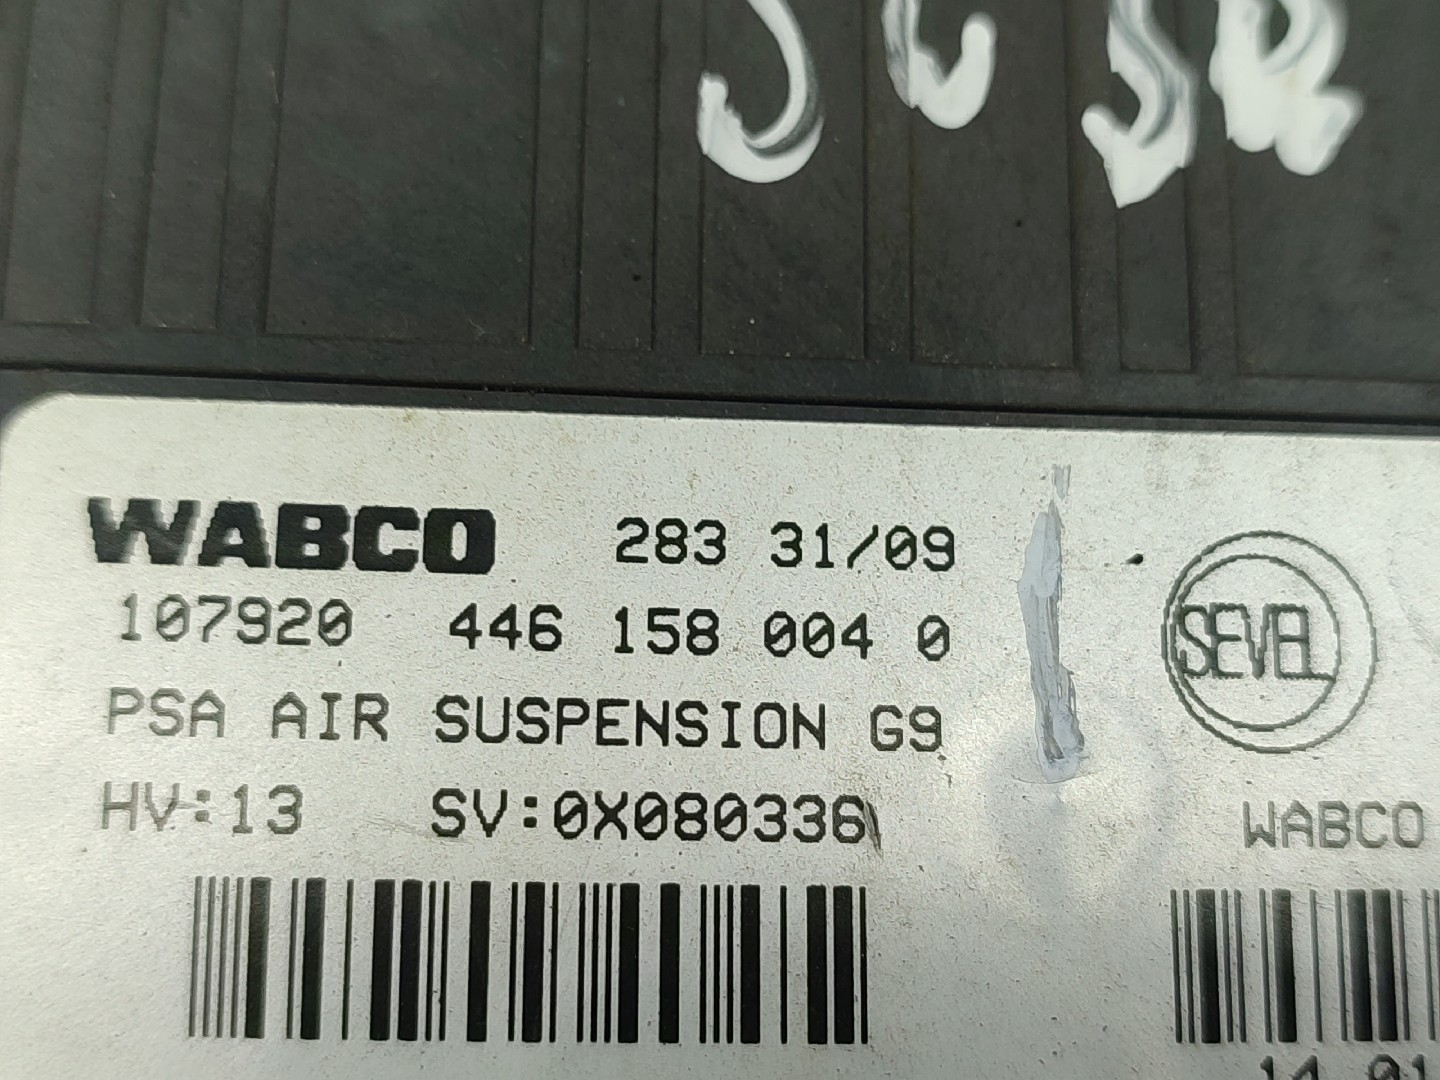 WABCO 283 31/09
107920 446 158 004 0
PSA AIR SUSPENSION G9
HV:13 SV:0X080336
SEVEL
WABCO